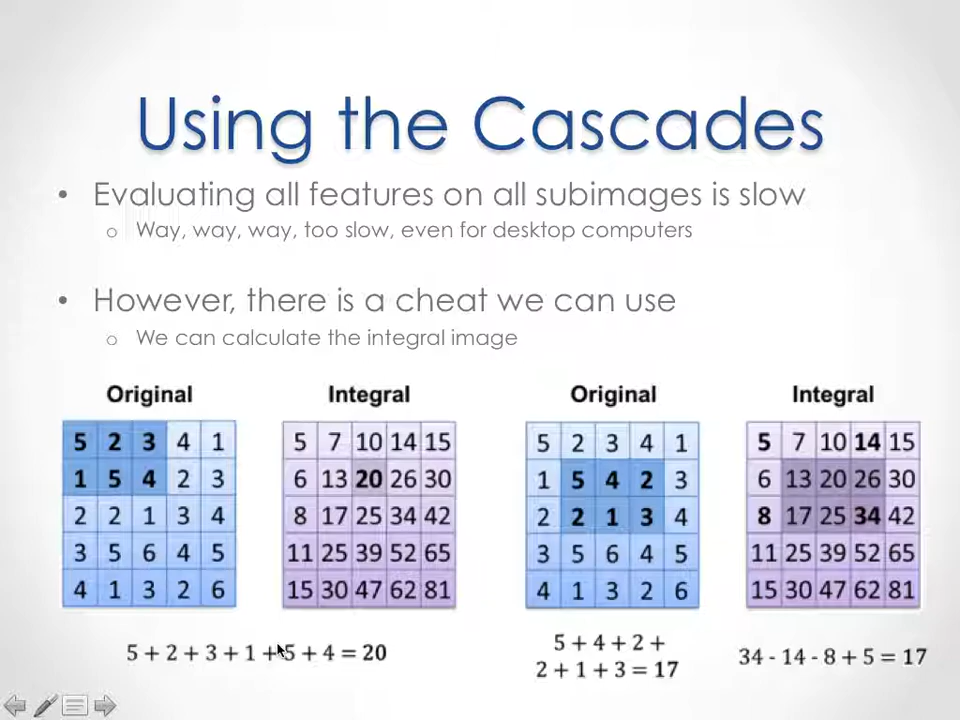 Using the Cascades
• Evaluating all features on all subimages is slow
o Way, way, way, too slow, even for desktop computers
• However, there is a cheat we can use
o We can calculate the integral image
Original Integral Original Integral
5 2 3 4 1 5 7 10 14 15 5 2 3 4 1 5 7 10 14 15
1 5 4 2 3 6 13 20 26 30 1 5 4 2 3 6 13 20 26 30
2 2 1 3 4 8 17 25 34 42 2 2 1 3 4 8 17 25 34 42
3 5 6 4 5 11 25 39 52 65 3 5 6 4 5 11 25 39 52 65
4 1 3 2 6 15 30 47 62 81 4 1 3 2 6 15 30 47 62 81
5 + 2 + 3 + 1 + 5 + 4 = 20
5 + 4 + 2 +
2 + 1 + 3 = 17
34 - 14 - 8 + 5 = 17